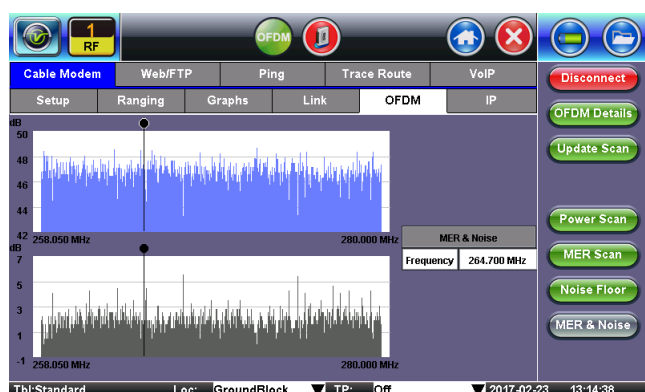 1
RF
OFDM
Cable Modem Web/FTP Ping Trace Route VoIP
Setup Ranging Graphs Link OFDM IP
Disconnect
OFDM Details
Update Scan
Power Scan
MER Scan
Noise Floor
MER & Noise
dB
50
48
46
44
42 258.050 MHz 280.000 MHz
MER & Noise
Frequency 264.700 MHz
dB
7
5
3
1
-1 258.050 MHz 280.000 MHz
Tbl:Standard Loc: GroundBlock TP: Off 2017-02-23 13:14:38